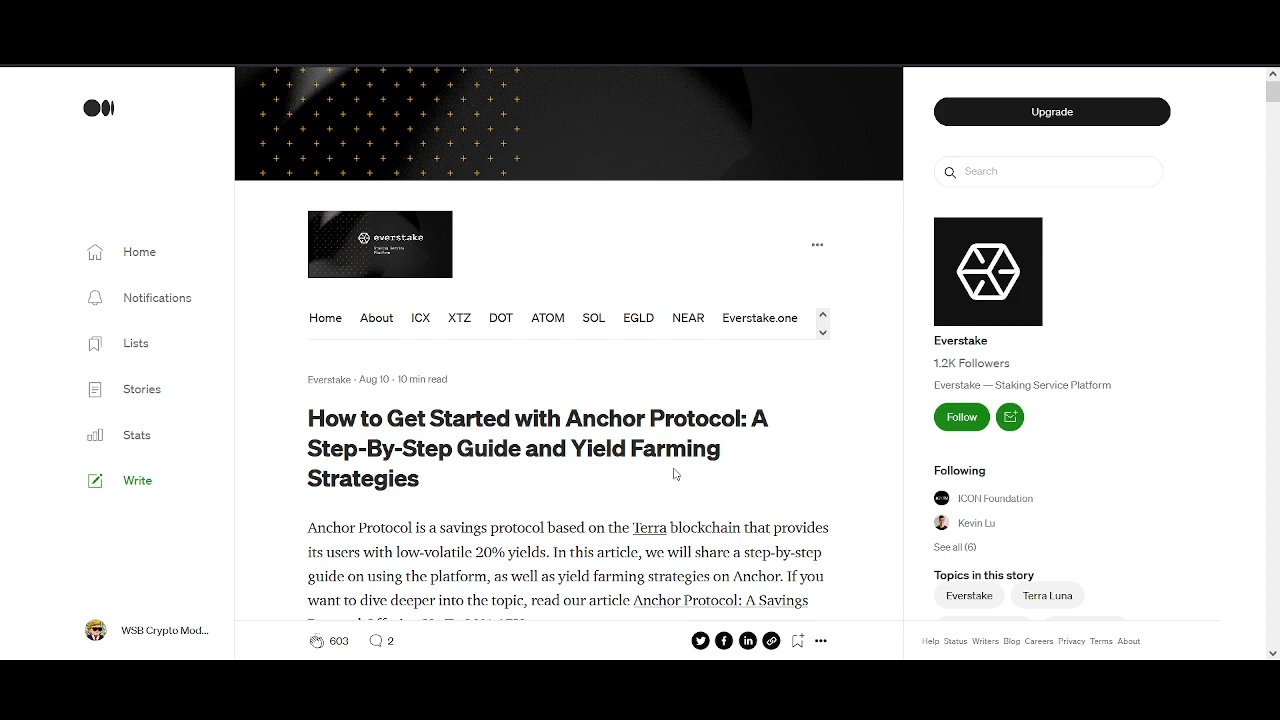 Home
Notifications
Lists
Stories
Stats
Write
WSB Crypto Mod...
everstake
Staking Service
Platform
Home About ICX XTZ DOT ATOM SOL EGLD NEAR Everstake.one
Everstake · Aug 10 · 10 min read
How to Get Started with Anchor Protocol: A
Step-By-Step Guide and Yield Farming
Strategies
Anchor Protocol is a savings protocol based on the Terra blockchain that provides
its users with low-volatile 20% yields. In this article, we will share a step-by-step
guide on using the platform, as well as yield farming strategies on Anchor. If you
want to dive deeper into the topic, read our article Anchor Protocol: A Savings
603 2
Upgrade
Search
Everstake
1.2K Followers
Everstake — Staking Service Platform
Follow
Following
ICON Foundation
Kevin Lu
See all (6)
Topics in this story
Everstake Terra Luna
Help Status Writers Blog Careers Privacy Terms About